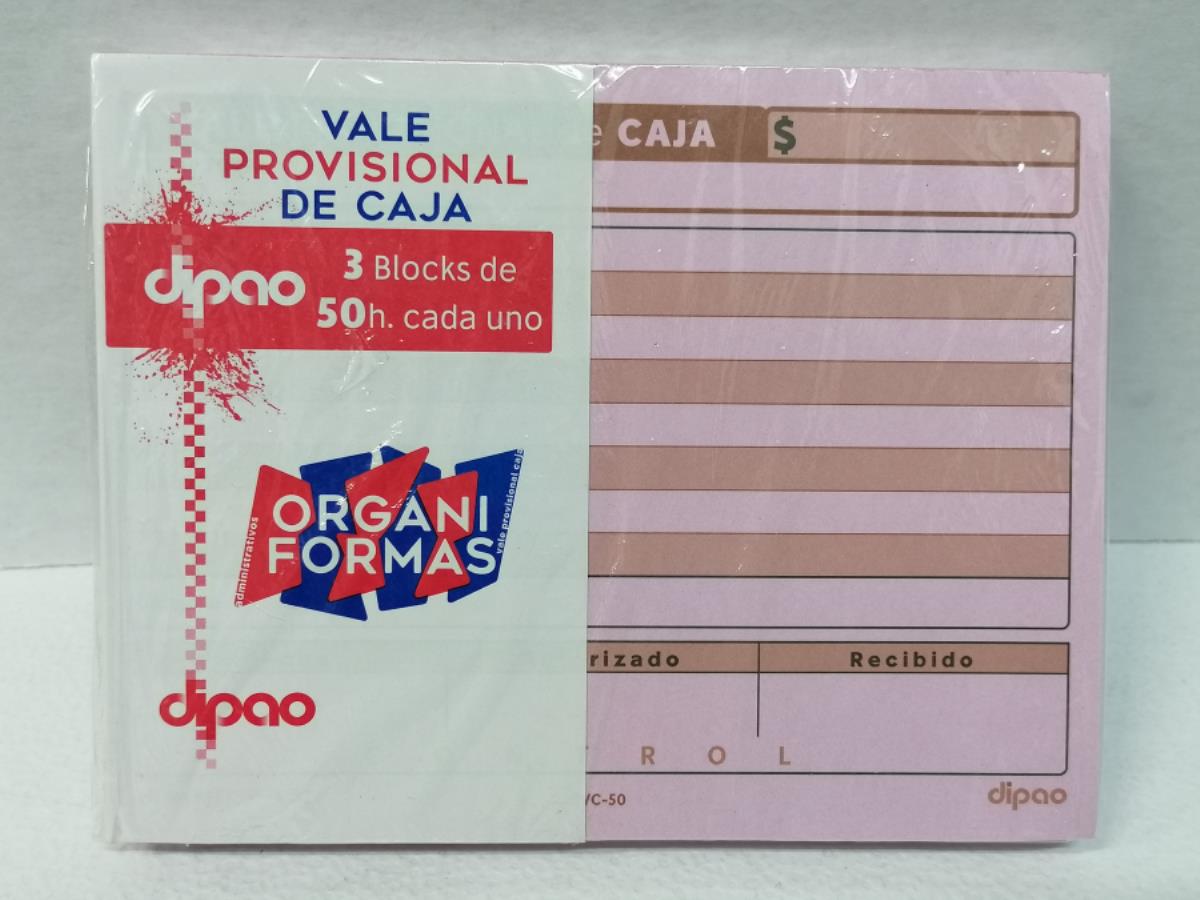 VALE
PROVISIONAL
DE CAJA
dipao
3 Blocks de
50h. cada uno
ORGANI
FORMAS
administrativos
vale provisional caja
dipao
e CAJA $
rizado
Recibido
R O L
VC-50
dipao